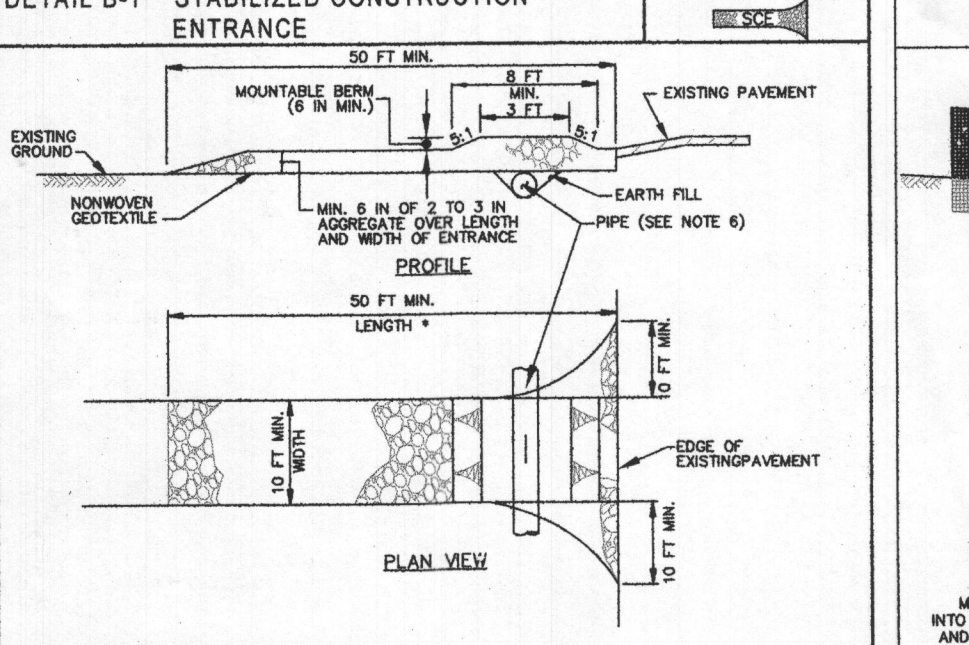 DETAIL B-1 STABILIZED CONSTRUCTION
ENTRANCE
SCE
50 FT MIN.
8 FT
MIN.
3 FT
MOUNTABLE BERM
(6 IN MIN.)
5:1
5:1
EXISTING PAVEMENT
EXISTING
GROUND
NONWOVEN
GEOTEXTILE
MIN. 6 IN OF 2 TO 3 IN
AGGREGATE OVER LENGTH
AND WIDTH OF ENTRANCE
EARTH FILL
PIPE (SEE NOTE 6)
PROFILE
50 FT MIN.
LENGTH *
10 FT MIN.
10 FT MIN.
WIDTH
EDGE OF
EXISTINGPAVEMENT
10 FT MIN.
PLAN VIEW
M
INTO
AND